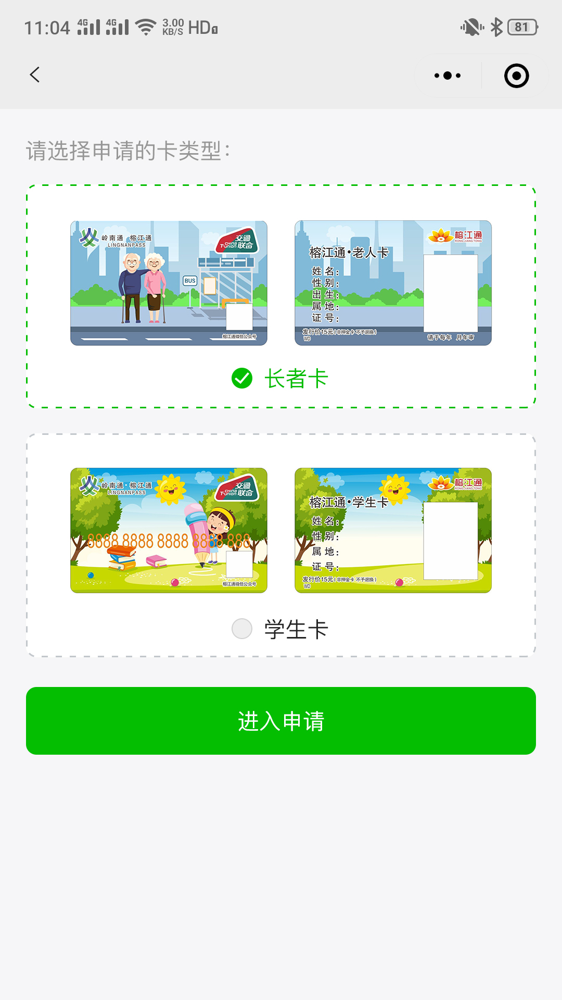 11:04 4G 4G 3.00 KB/S HD1 81
请选择申请的卡类型：
岭南通·榕江通
LINGNANPASS
交通联合
CHINA T-UNION
BUS
榕江通微信公众号
榕江通
RONG JIANG TONG
榕江通·老人卡
姓名：
性别：
出生：
属地：
证号：
发行价15元(非押金卡 不予退换)
WD
请于每年 月年审
长者卡
岭南通·榕江通
LINGNANPASS
交通联合
CHINA T-UNION
8888 8888 8888 8888 888
榕江通微信公众号
榕江通
RONG JIANG TONG
榕江通·学生卡
姓名：
性别：
属地：
证号：
发行价15元(非押金卡 不予退换)
WD
学生卡
进入申请